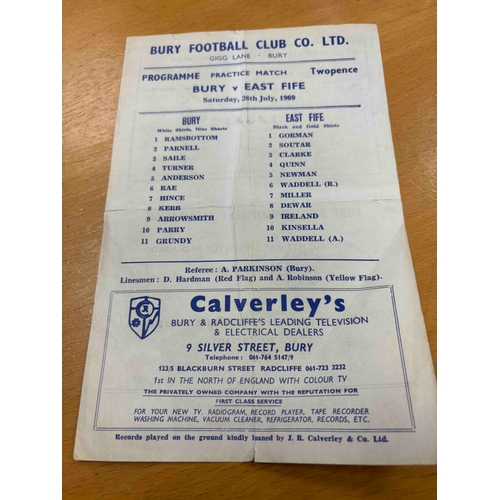 BURY FOOTBALL CLUB CO. LTD.
GIGG LANE - BURY
PROGRAMME PRACTICE MATCH Twopence
BURY v EAST FIFE
Saturday, 26th July, 1969
BURY EAST FIFE
White Shirts, Blue Shorts Black and Gold Shirts
1 RAMSBOTTOM 1 GORMAN
2 PARNELL 2 SOUTAR
3 SAILE 3 CLARKE
4 TURNER 4 QUINN
5 ANDERSON 5 NEWMAN
6 RAE 6 WADDELL (R.)
7 HINCE 7 MILLER
8 KERR 8 DEWAR
9 ARROWSMITH 9 IRELAND
10 PARRY 10 KINSELLA
11 GRUNDY 11 WADDELL (A.)
Referee: A. PARKINSON (Bury).
Linesmen: D. Hardman (Red Flag) and A. Robinson (Yellow Flag).
Calverley's
BURY & RADCLIFFE'S LEADING TELEVISION
& ELECTRICAL DEALERS
9 SILVER STREET, BURY
Telephone: 061-764 5147/9
123/5 BLACKBURN STREET RADCLIFFE 061-723 3232
1st IN THE NORTH OF ENGLAND WITH COLOUR TV
THE PRIVATELY OWNED COMPANY WITH THE REPUTATION FOR
FIRST CLASS SERVICE
FOR YOUR NEW TV, RADIOGRAM, RECORD PLAYER, TAPE RECORDER
WASHING MACHINE, VACUUM CLEANER, REFRIGERATOR, RECORDS, ETC.
Records played on the ground kindly loaned by J. R. Calverley & Co. Ltd.